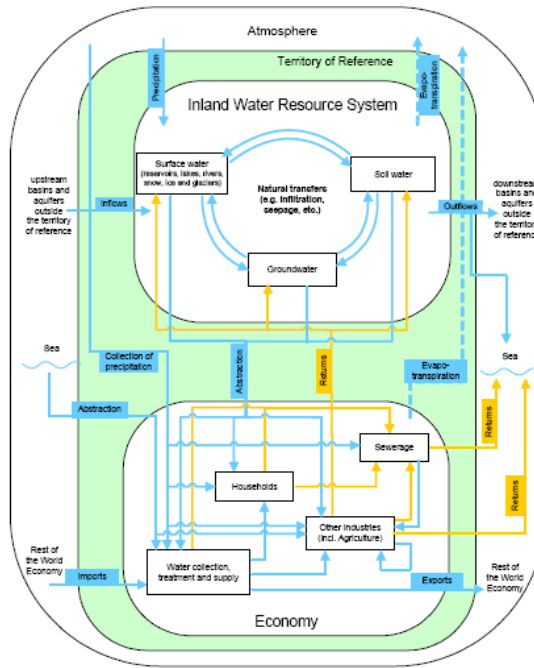 Atmosphere
Territory of Reference
Precipitation
Evapo-
transpiration
Inland Water Resource System
Surface water
(reservoirs, lakes, rivers,
snow, ice and glaciers)
Soil water
upstream
basins and
aquifers
outside
the territory
of reference
Inflows
Natural transfers
(e.g. Infiltration,
seepage, etc.)
Outflows
downstream
basins and
aquifers
outside
the territory
of reference
Groundwater
Sea
Collection of
precipitation
Abstraction
Returns
Evapo-
transpiration
Sea
Abstraction
Sewerage
Returns
Households
Returns
Other Industries
(incl. Agriculture)
Rest of
the World
Economy
Imports
Water collection,
treatment and supply
Exports
Rest of
the World
Economy
Economy